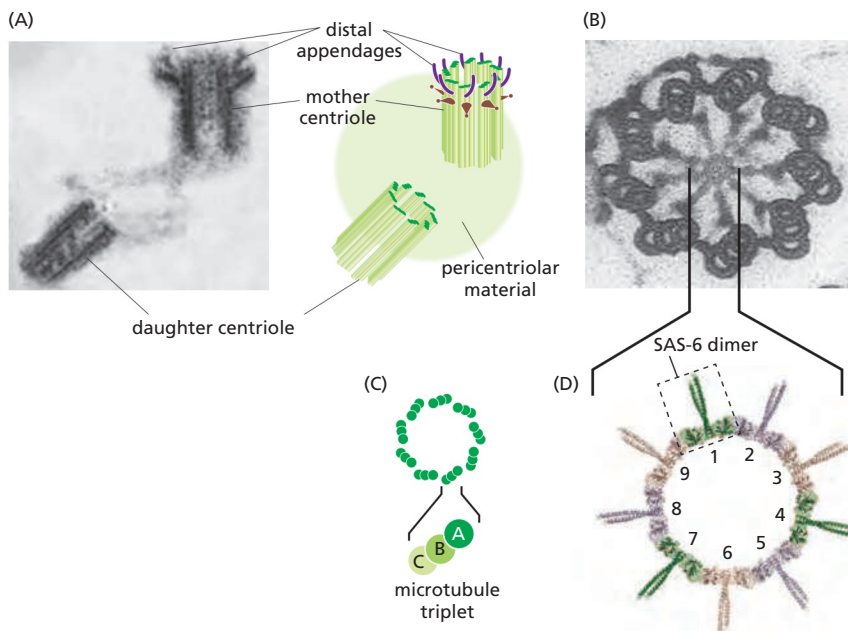 (A)
distal
appendages
mother
centriole
pericentriolar
material
daughter centriole
(B)
SAS-6 dimer
(C)
A
B
C
microtubule
triplet
(D)
1
2
3
4
5
6
7
8
9